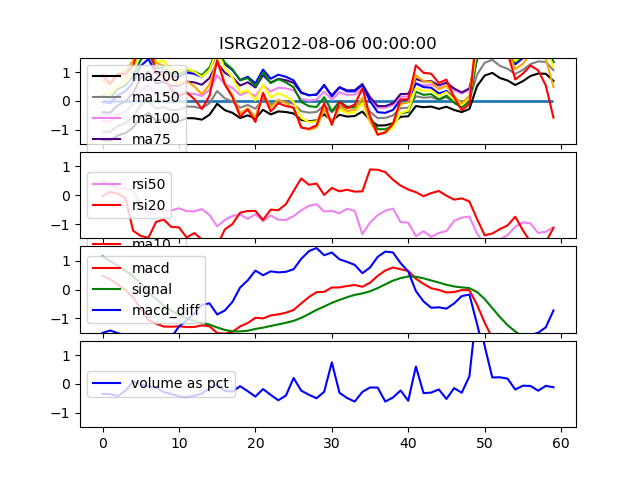 ISRG2012-08-06 00:00:00
1
0
−1
ma200
ma150
ma100
ma75
1
0
−1
rsi50
rsi20
ma10
1
0
−1
macd
signal
macd_diff
1
0
−1
volume as pct
0 10 20 30 40 50 60